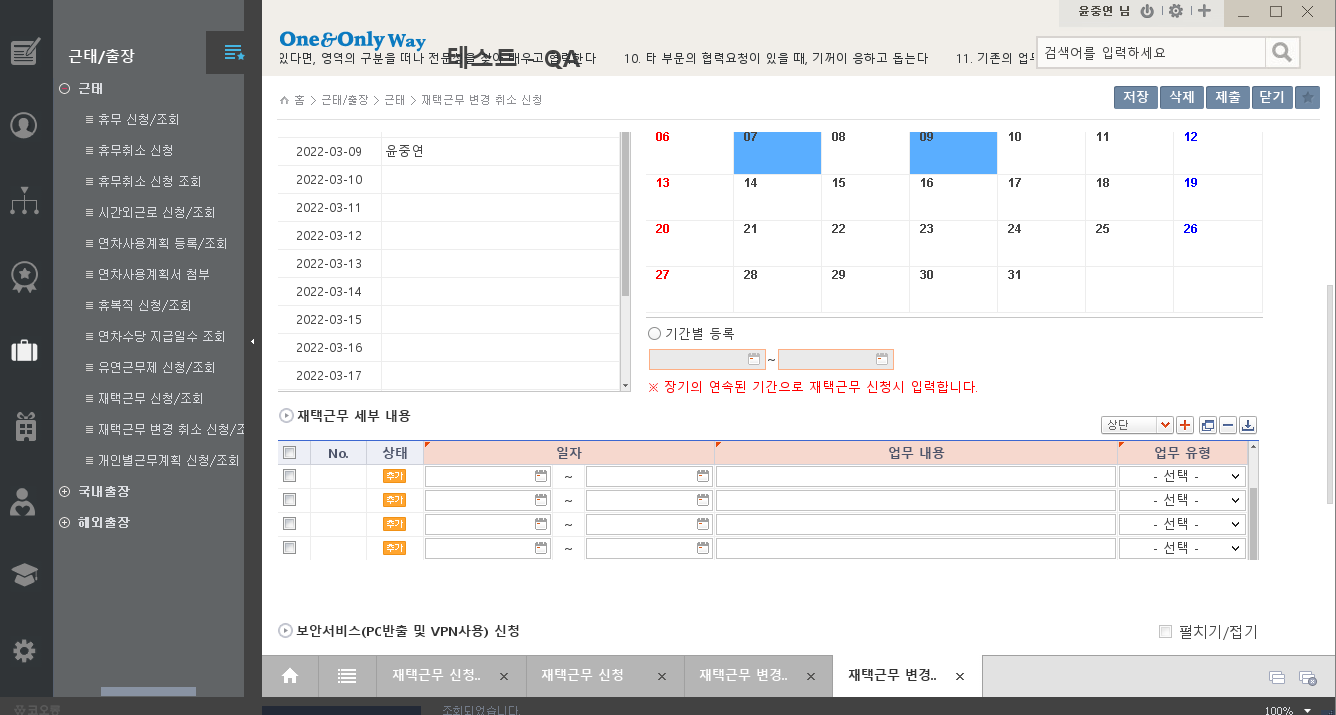 윤중연 님
One&Only Way
테스트 - QA
있다면, 영역의 구분을 떠나 전문성을 찾아 배우고 협력한다 10. 타 부문의 협력요청이 있을 때, 기꺼이 응하고 돕는다 11. 기존의 업무
검색어를 입력하세요
홈 > 근태/출장 > 근태 > 재택근무 변경 취소 신청
저장 삭제 제출 닫기
근태/출장
근태
휴무 신청/조회
휴무취소 신청
휴무취소 신청 조회
시간외근로 신청/조회
연차사용계획 등록/조회
연차사용계획서 첨부
휴복직 신청/조회
연차수당 지급일수 조회
유연근무제 신청/조회
재택근무 신청/조회
재택근무 변경 취소 신청/조
개인별근무계획 신청/조회
국내출장
해외출장
2022-03-09 윤중연
2022-03-10
2022-03-11
2022-03-12
2022-03-13
2022-03-14
2022-03-15
2022-03-16
2022-03-17
06 07 08 09 10 11 12
13 14 15 16 17 18 19
20 21 22 23 24 25 26
27 28 29 30 31
기간별 등록
~
※ 장기의 연속된 기간으로 재택근무 신청시 입력합니다.
재택근무 세부 내용
상단
No. 상태 일자 업무 내용 업무 유형
추가 ~ - 선택 -
추가 ~ - 선택 -
추가 ~ - 선택 -
추가 ~ - 선택 -
보안서비스(PC반출 및 VPN사용) 신청
펼치기/접기
재택근무 신청.. × 재택근무 신청 × 재택근무 변경.. × 재택근무 변경.. ×
코오롱 조회되었습니다. 100%